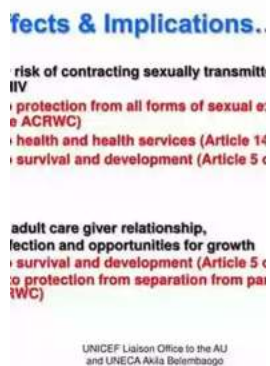 fects & Implications..
risk of contracting sexually transmitt
IIV
protection from all forms of sexual e
e ACRWC)
health and health services (Article 14
survival and development (Article 5 o
adult care giver relationship,
fection and opportunities for growth
survival and development (Article 5 o
to protection from separation from par
RWC)
UNICEF Liaison Office to the AU
and UNECA Akila Belembaogo